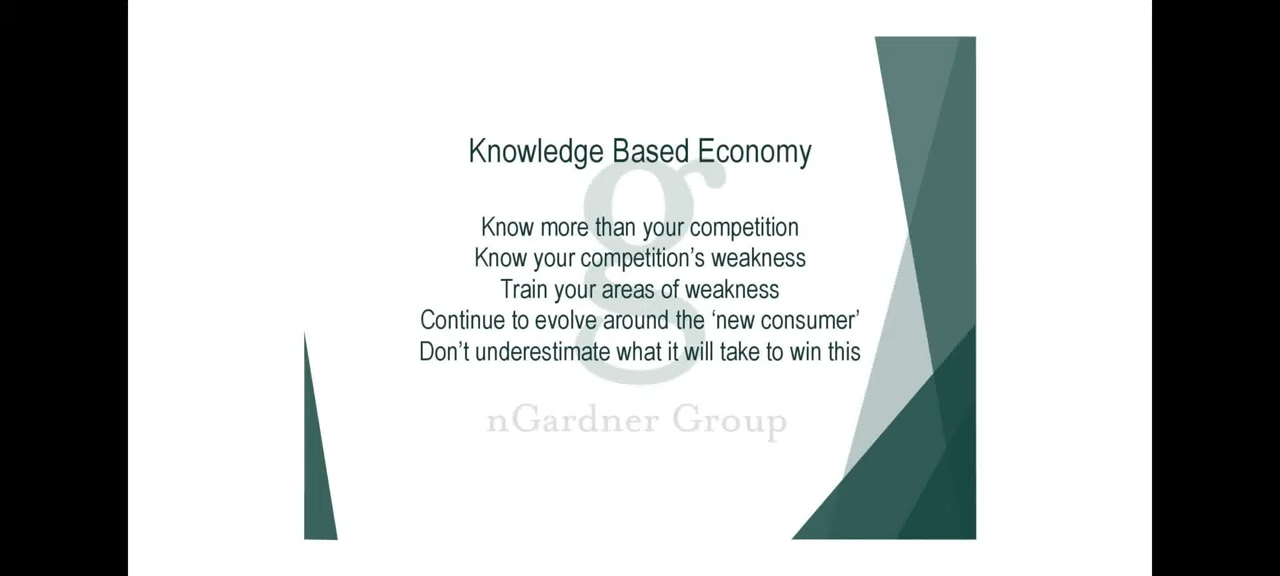 Knowledge Based Economy
Know more than your competition
Know your competition’s weakness
Train your areas of weakness
Continue to evolve around the ‘new consumer’
Don’t underestimate what it will take to win this
g
nGardner Group